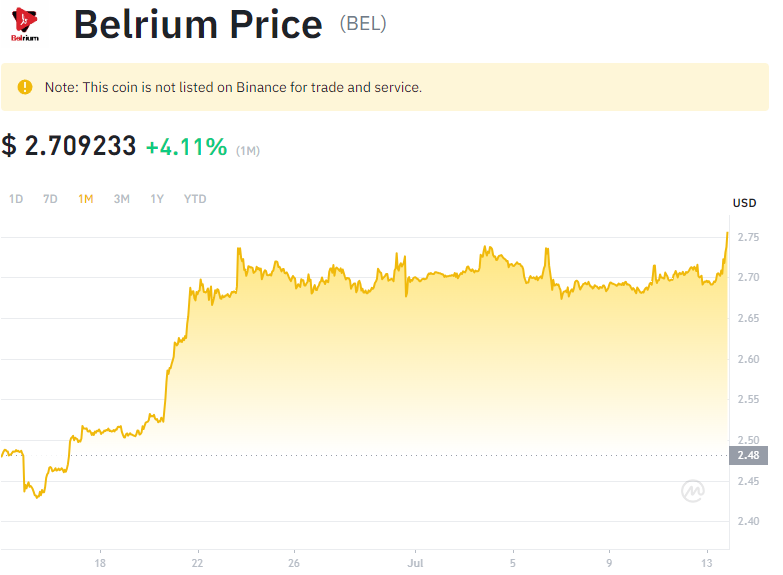 Belrium
Belrium Price (BEL)
Note: This coin is not listed on Binance for trade and service.
$ 2.709233 +4.11% (1M)
1D 7D 1M 3M 1Y YTD
USD
2.75
2.70
2.65
2.60
2.55
2.50
2.48
2.45
2.40
18 22 26 Jul 5 9 13